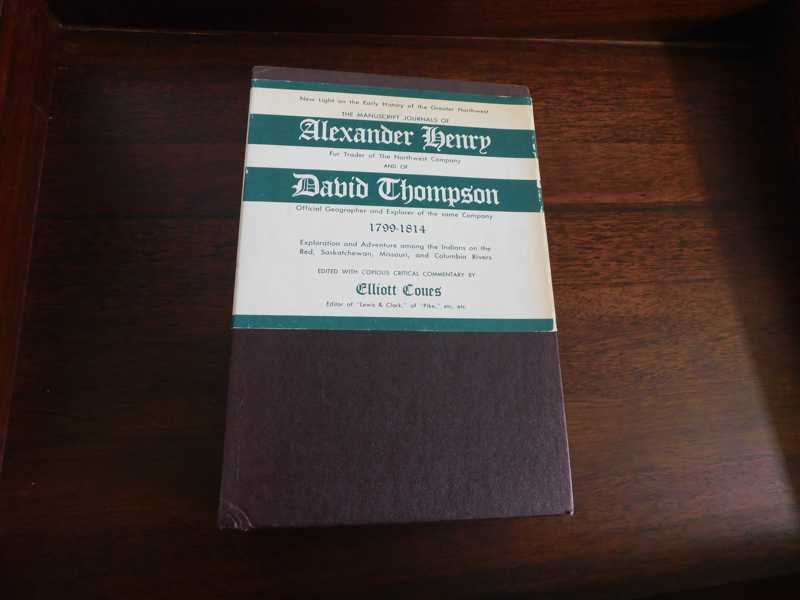 New Light on the Early History of the Greater Northwest
THE MANUSCRIPT JOURNALS OF
Alexander Henry
Fur Trader of The Northwest Company
AND OF
David Thompson
Official Geographer and Explorer of the same Company
1799-1814
Exploration and Adventure among the Indians on the
Red, Saskatchewan, Missouri, and Columbia Rivers
EDITED WITH COPIOUS CRITICAL COMMENTARY BY
Elliott Coues
Editor of "Lewis & Clark," of "Pike," etc, etc.